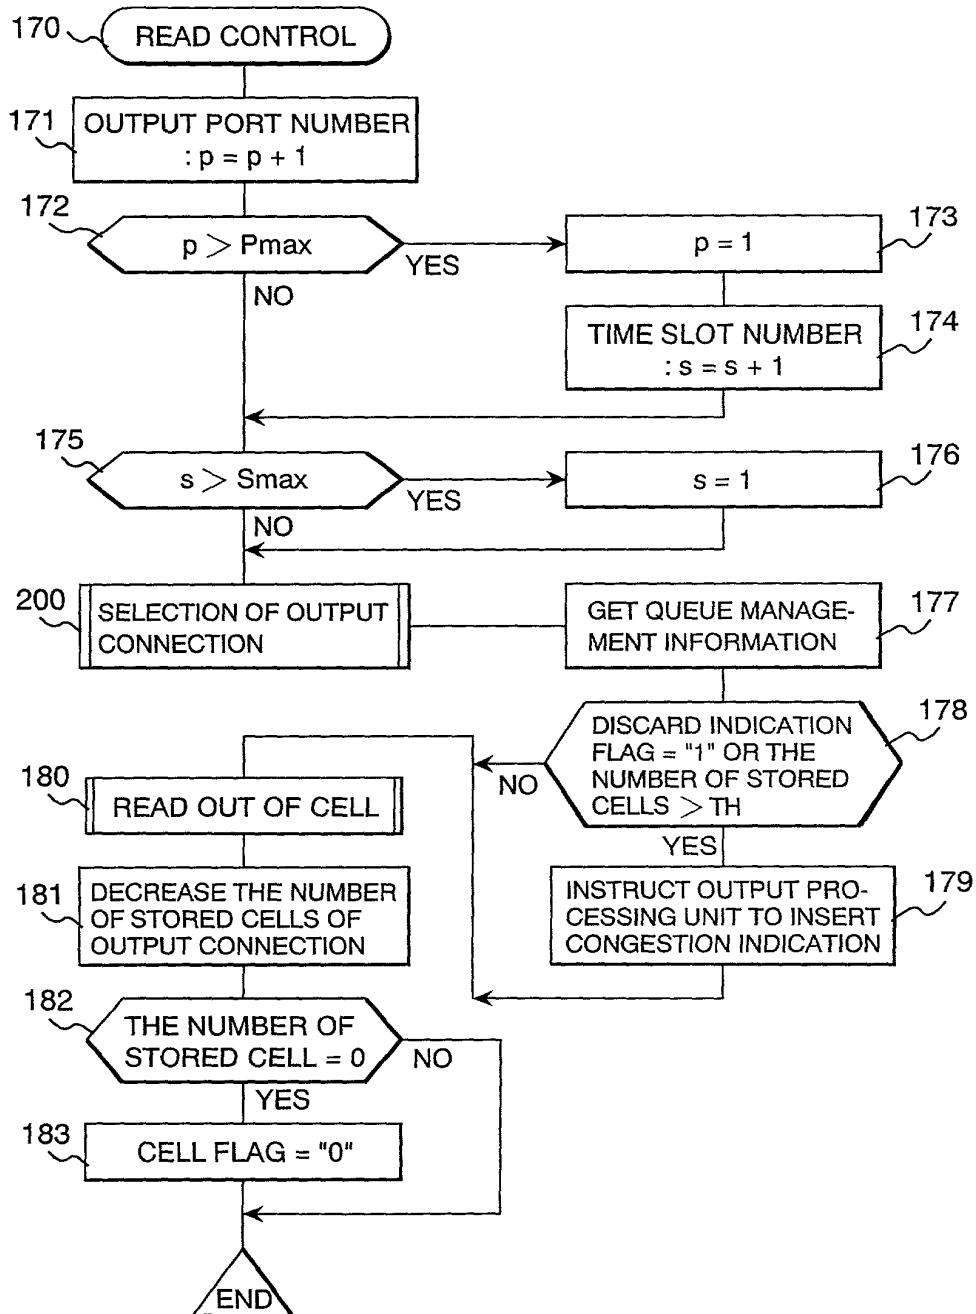 170
READ CONTROL
171
OUTPUT PORT NUMBER
: p = p + 1
172
p > Pmax
YES
NO
173
p = 1
174
TIME SLOT NUMBER
: s = s + 1
175
s > Smax
YES
NO
176
s = 1
200
SELECTION OF OUTPUT
CONNECTION
177
GET QUEUE MANAGE-
MENT INFORMATION
178
DISCARD INDICATION
FLAG = "1" OR THE
NUMBER OF STORED
CELLS > TH
NO
YES
179
INSTRUCT OUTPUT PRO-
CESSING UNIT TO INSERT
CONGESTION INDICATION
180
READ OUT OF CELL
181
DECREASE THE NUMBER
OF STORED CELLS OF
OUTPUT CONNECTION
182
THE NUMBER OF
STORED CELL = 0
NO
YES
183
CELL FLAG = "0"
END